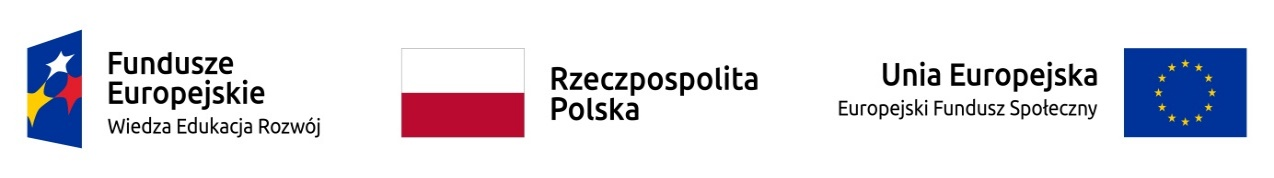 Fundusze
Europejskie
Wiedza Edukacja Rozwój
Rzeczpospolita
Polska
Unia Europejska
Europejski Fundusz Społeczny